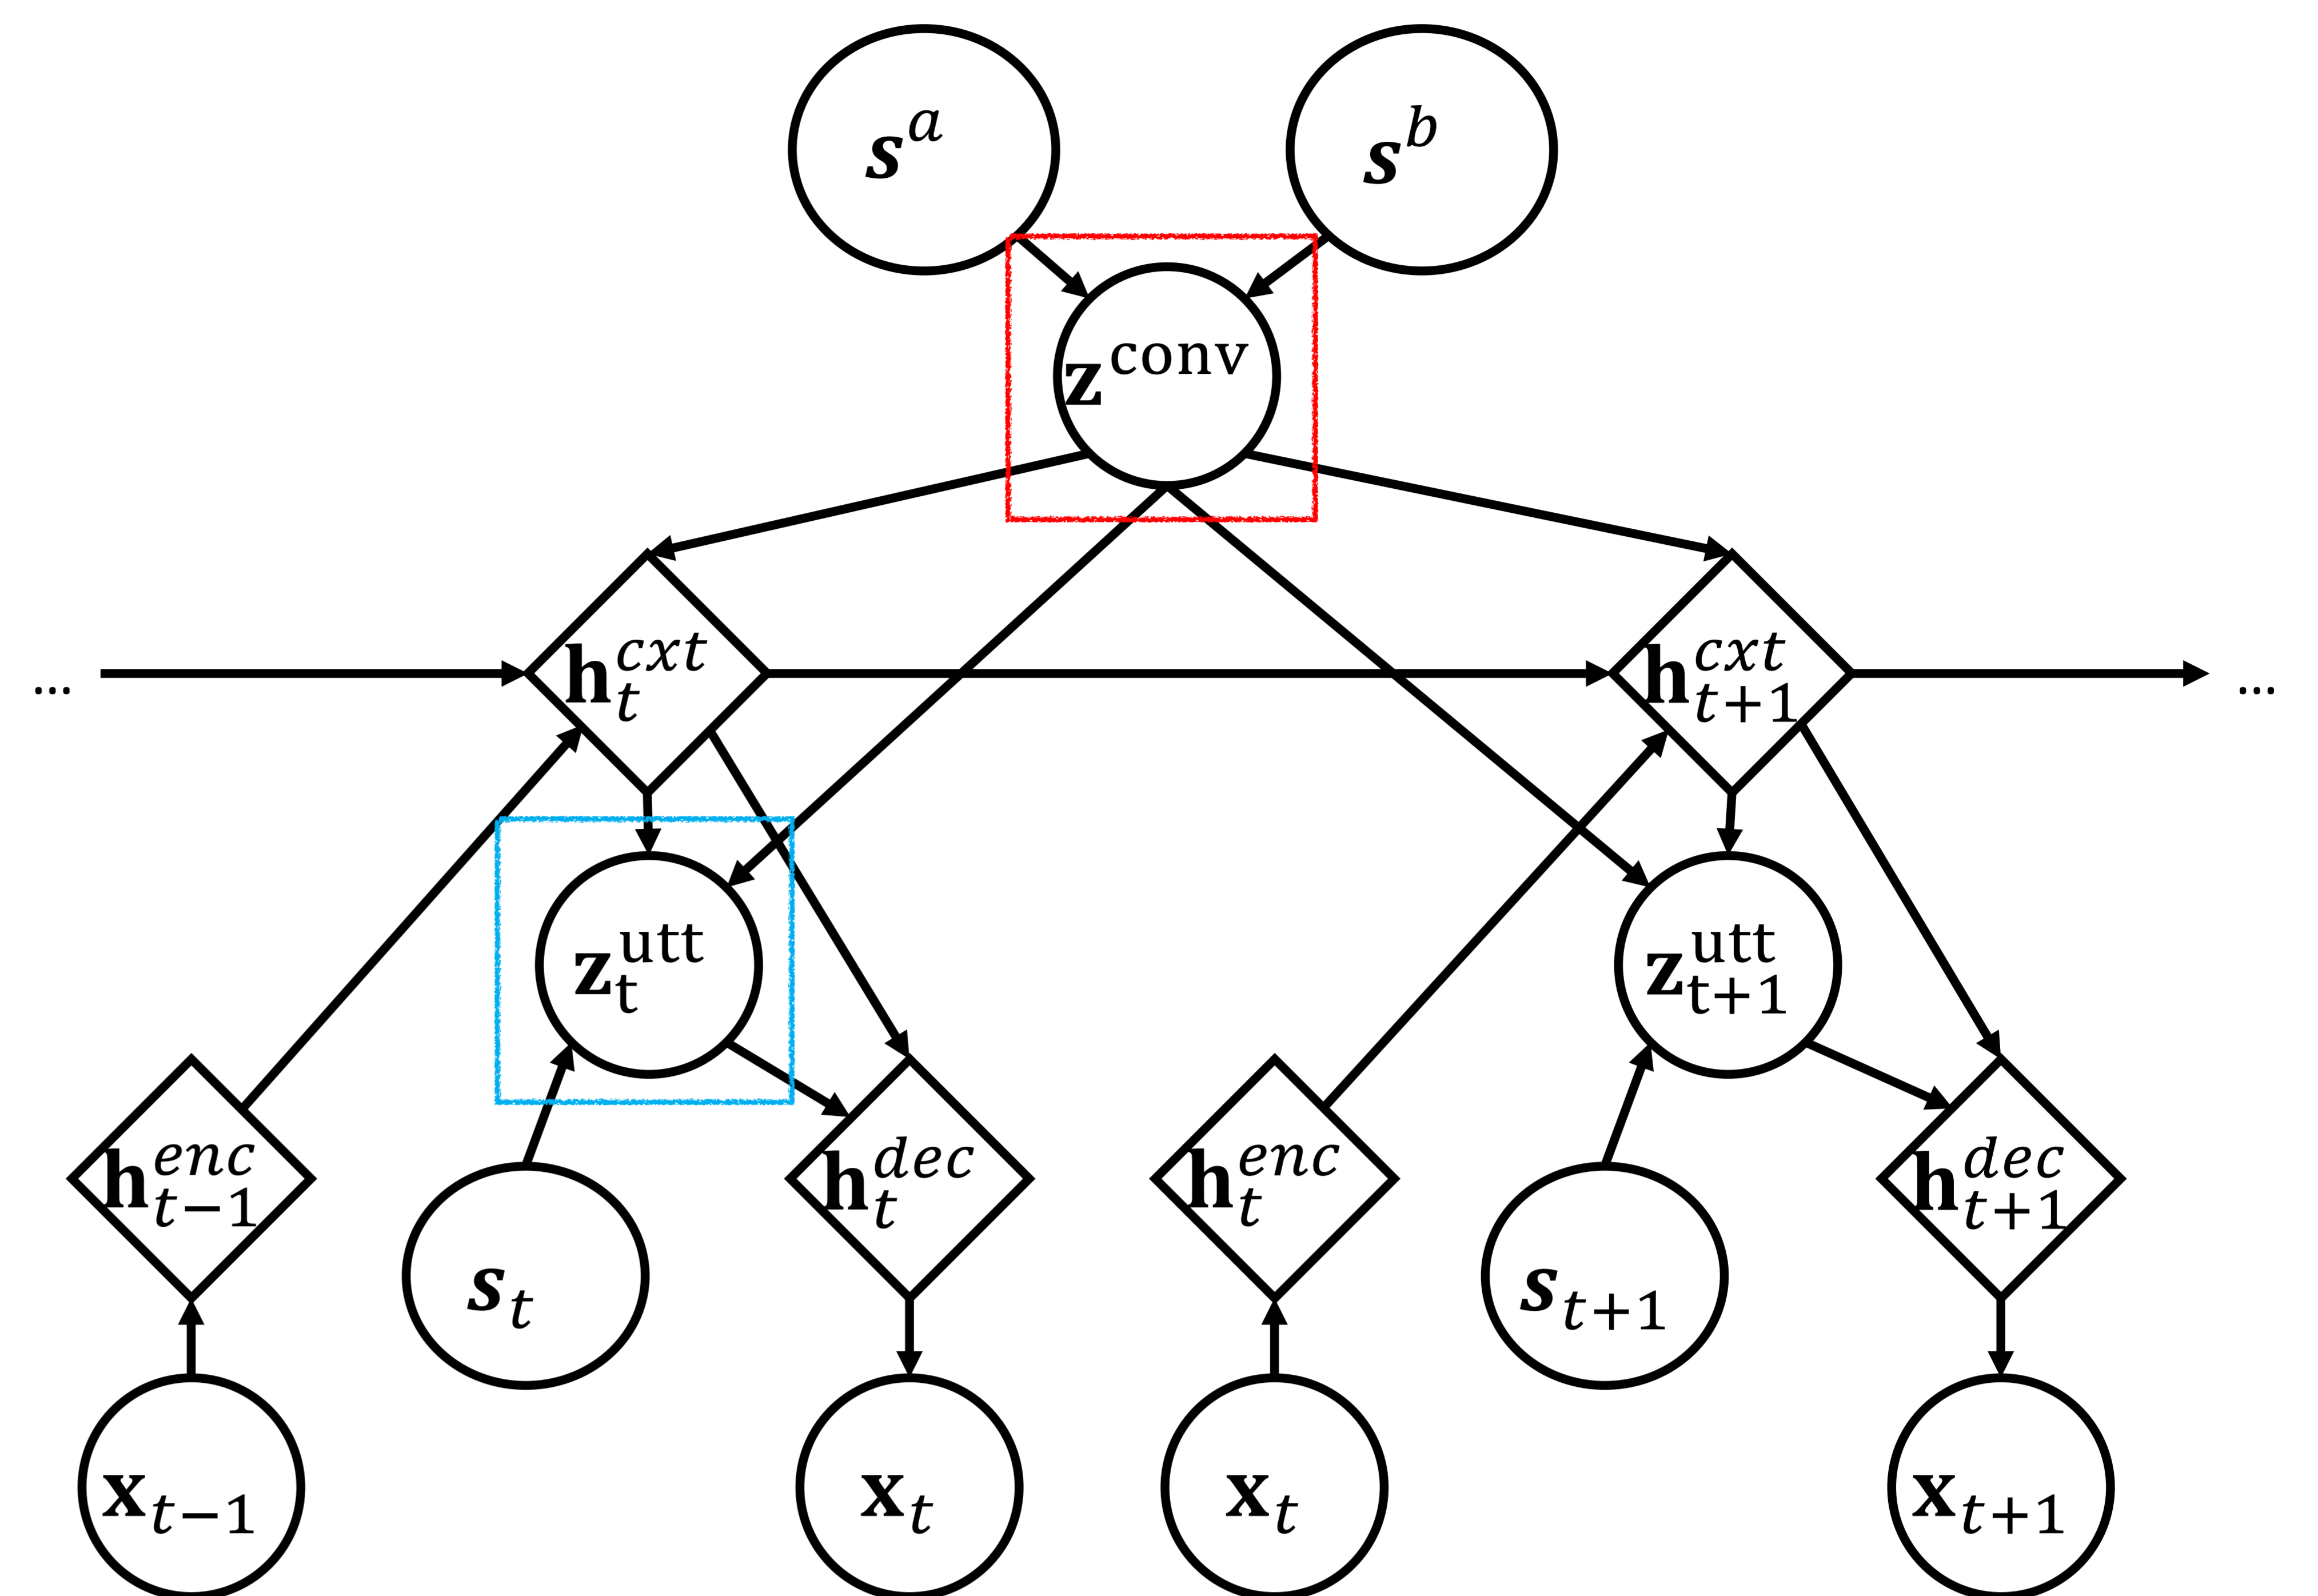 s^a s^b
z^conv
... h_t^cxt h_{t+1}^cxt ...
z_t^utt z_{t+1}^utt
h_{t−1}^enc h_t^dec h_t^enc h_{t+1}^dec
s_t s_{t+1}
x_{t−1} x_t x_t x_{t+1}